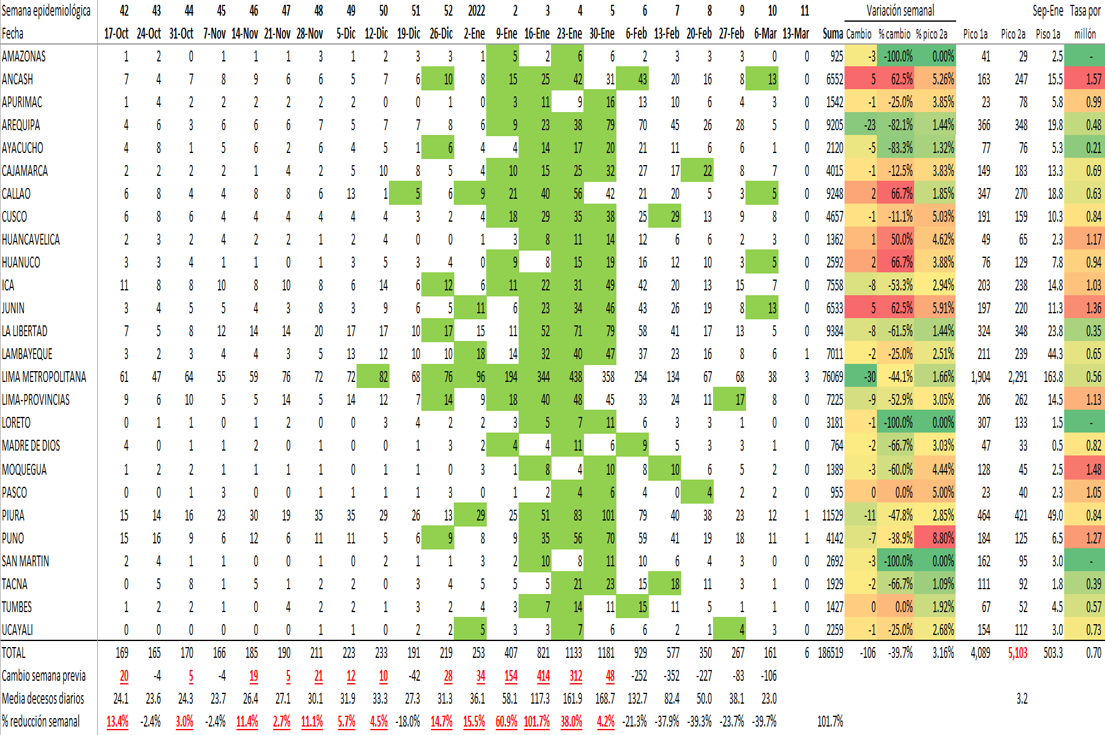 Semana epidemiológica 42 43 44 45 46 47 48 49 50 51 52 2022 2 3 4 5 6 7 8 9 10 11 Variación semanal Sep-Ene Tasa por
Fecha 17-Oct 24-Oct 31-Oct 7-Nov 14-Nov 21-Nov 28-Nov 5-Dic 12-Dic 19-Dic 26-Dic 2-Ene 9-Ene 16-Ene 23-Ene 30-Ene 6-Feb 13-Feb 20-Feb 27-Feb 6-Mar 13-Mar Suma Cambio % cambio % pico 2a Pico 1a Pico 2a Piso 1a millón
AMAZONAS 1 2 0 1 1 1 3 1 2 3 3 1 5 2 6 6 2 3 3 3 0 0 925 -3 -100.0% 0.00% 41 29 2.5 -
ANCASH 7 4 7 8 9 6 6 5 7 6 10 8 15 25 42 31 43 20 16 8 13 0 6552 5 62.5% 5.26% 163 247 15.5 1.57
APURIMAC 1 4 2 2 2 2 2 2 0 0 1 0 3 11 9 16 13 10 6 4 3 0 1542 -1 -25.0% 3.85% 23 78 5.8 0.99
AREQUIPA 4 6 3 6 6 6 7 5 7 7 8 6 9 23 38 79 70 45 26 28 5 0 9205 -23 -82.1% 1.44% 366 348 19.8 0.48
AYACUCHO 4 8 1 5 6 2 6 4 5 1 6 4 4 14 17 20 21 11 6 6 1 0 2120 -5 -83.3% 1.32% 77 76 5.3 0.21
CAJAMARCA 2 2 2 2 1 4 2 5 10 8 5 4 10 15 25 32 27 17 22 8 7 0 4015 -1 -12.5% 3.83% 149 183 13.3 0.69
CALLAO 6 8 4 4 8 8 6 13 1 5 6 9 21 40 56 42 21 20 5 3 5 0 9248 2 66.7% 1.85% 347 270 18.8 0.63
CUSCO 6 8 6 4 4 4 4 4 4 3 2 4 18 29 35 38 25 29 13 9 8 0 4657 -1 -11.1% 5.03% 191 159 10.3 0.84
HUANCAVELICA 2 3 2 4 2 2 1 2 4 0 0 1 3 8 11 14 12 6 6 2 3 0 1362 1 50.0% 4.62% 49 65 2.3 1.17
HUANUCO 3 3 4 1 1 0 1 3 5 3 4 0 9 8 15 19 16 12 10 3 5 0 2592 2 66.7% 3.88% 76 129 7.8 0.94
ICA 11 8 8 10 8 10 8 6 14 6 12 6 11 22 31 49 42 20 13 15 7 0 7558 -8 -53.3% 2.94% 203 238 14.8 1.03
JUNIN 3 4 5 5 4 3 8 3 9 6 5 11 6 23 34 46 43 26 19 8 13 0 6533 5 62.5% 5.91% 197 220 11.3 1.36
LA LIBERTAD 7 5 8 12 14 14 20 17 17 10 17 15 11 52 71 79 58 41 17 13 5 0 9384 -8 -61.5% 1.44% 324 348 23.8 0.35
LAMBAYEQUE 3 2 3 4 4 3 5 13 12 10 10 18 14 32 40 47 37 23 16 8 6 1 7011 -2 -25.0% 2.51% 211 239 44.3 0.65
LIMA METROPOLITANA 61 47 64 55 59 76 72 72 82 68 76 96 194 344 438 358 254 134 67 68 38 3 76069 -30 -44.1% 1.66% 1,904 2,291 163.8 0.56
LIMA-PROVINCIAS 9 6 10 5 5 14 5 14 12 7 14 9 18 40 48 45 33 24 11 17 8 0 7225 -9 -52.9% 3.05% 206 262 14.5 1.13
LORETO 0 1 1 0 1 2 0 0 3 4 2 2 3 5 7 11 6 3 3 1 0 0 3181 -1 -100.0% 0.00% 307 133 1.5 -
MADRE DE DIOS 4 0 1 1 2 0 1 0 0 1 3 2 4 4 11 6 9 5 3 3 1 0 764 -2 -66.7% 3.03% 47 33 0.5 0.82
MOQUEGUA 1 2 2 1 1 1 1 1 0 1 0 3 1 8 4 10 8 10 6 5 2 0 1389 -3 -60.0% 4.44% 128 45 2.5 1.48
PASCO 0 0 1 3 0 0 1 1 1 1 3 0 1 2 4 6 4 0 4 2 2 0 955 0 0.0% 5.00% 23 40 2.3 1.05
PIURA 15 14 16 23 30 19 35 35 29 26 13 29 25 51 83 101 79 40 38 23 12 1 11529 -11 -47.8% 2.85% 464 421 49.0 0.84
PUNO 15 16 9 6 12 6 11 11 5 6 9 8 9 35 56 70 59 41 19 18 11 1 4142 -7 -38.9% 8.80% 184 125 6.5 1.27
SAN MARTIN 2 4 1 1 0 0 0 0 1 1 1 3 2 10 8 11 10 6 4 3 0 0 2692 -3 -100.0% 0.00% 162 95 3.0 -
TACNA 0 5 8 1 5 1 2 2 0 3 4 5 5 5 21 23 15 18 11 3 1 0 1929 -2 -66.7% 1.09% 111 92 1.8 0.39
TUMBES 1 2 2 1 0 4 2 2 1 3 2 4 3 7 14 11 15 11 5 1 1 0 1427 0 0.0% 1.92% 67 52 4.5 0.57
UCAYALI 0 0 0 0 0 0 1 1 0 2 2 5 3 3 7 6 6 2 1 4 3 0 2259 -1 -25.0% 2.68% 154 112 3.0 0.73
TOTAL 169 165 170 166 185 190 211 223 233 191 219 253 407 821 1133 1181 929 577 350 267 161 6 186519 -106 -39.7% 3.16% 4,089 5,103 503.3 0.70
Cambio semana previa 20 -4 5 -4 19 5 21 12 10 -42 28 34 154 414 312 48 -252 -352 -227 -83 -106
Media decesos diarios 24.1 23.6 24.3 23.7 26.4 27.1 30.1 31.9 33.3 27.3 31.3 36.1 58.1 117.3 161.9 168.7 132.7 82.4 50.0 38.1 23.0 3.2
% reducción semanal 13.4% -2.4% 3.0% -2.4% 11.4% 2.7% 11.1% 5.7% 4.5% -18.0% 14.7% 15.5% 60.9% 101.7% 38.0% 4.2% -21.3% -37.9% -39.3% -23.7% -39.7% 101.7%